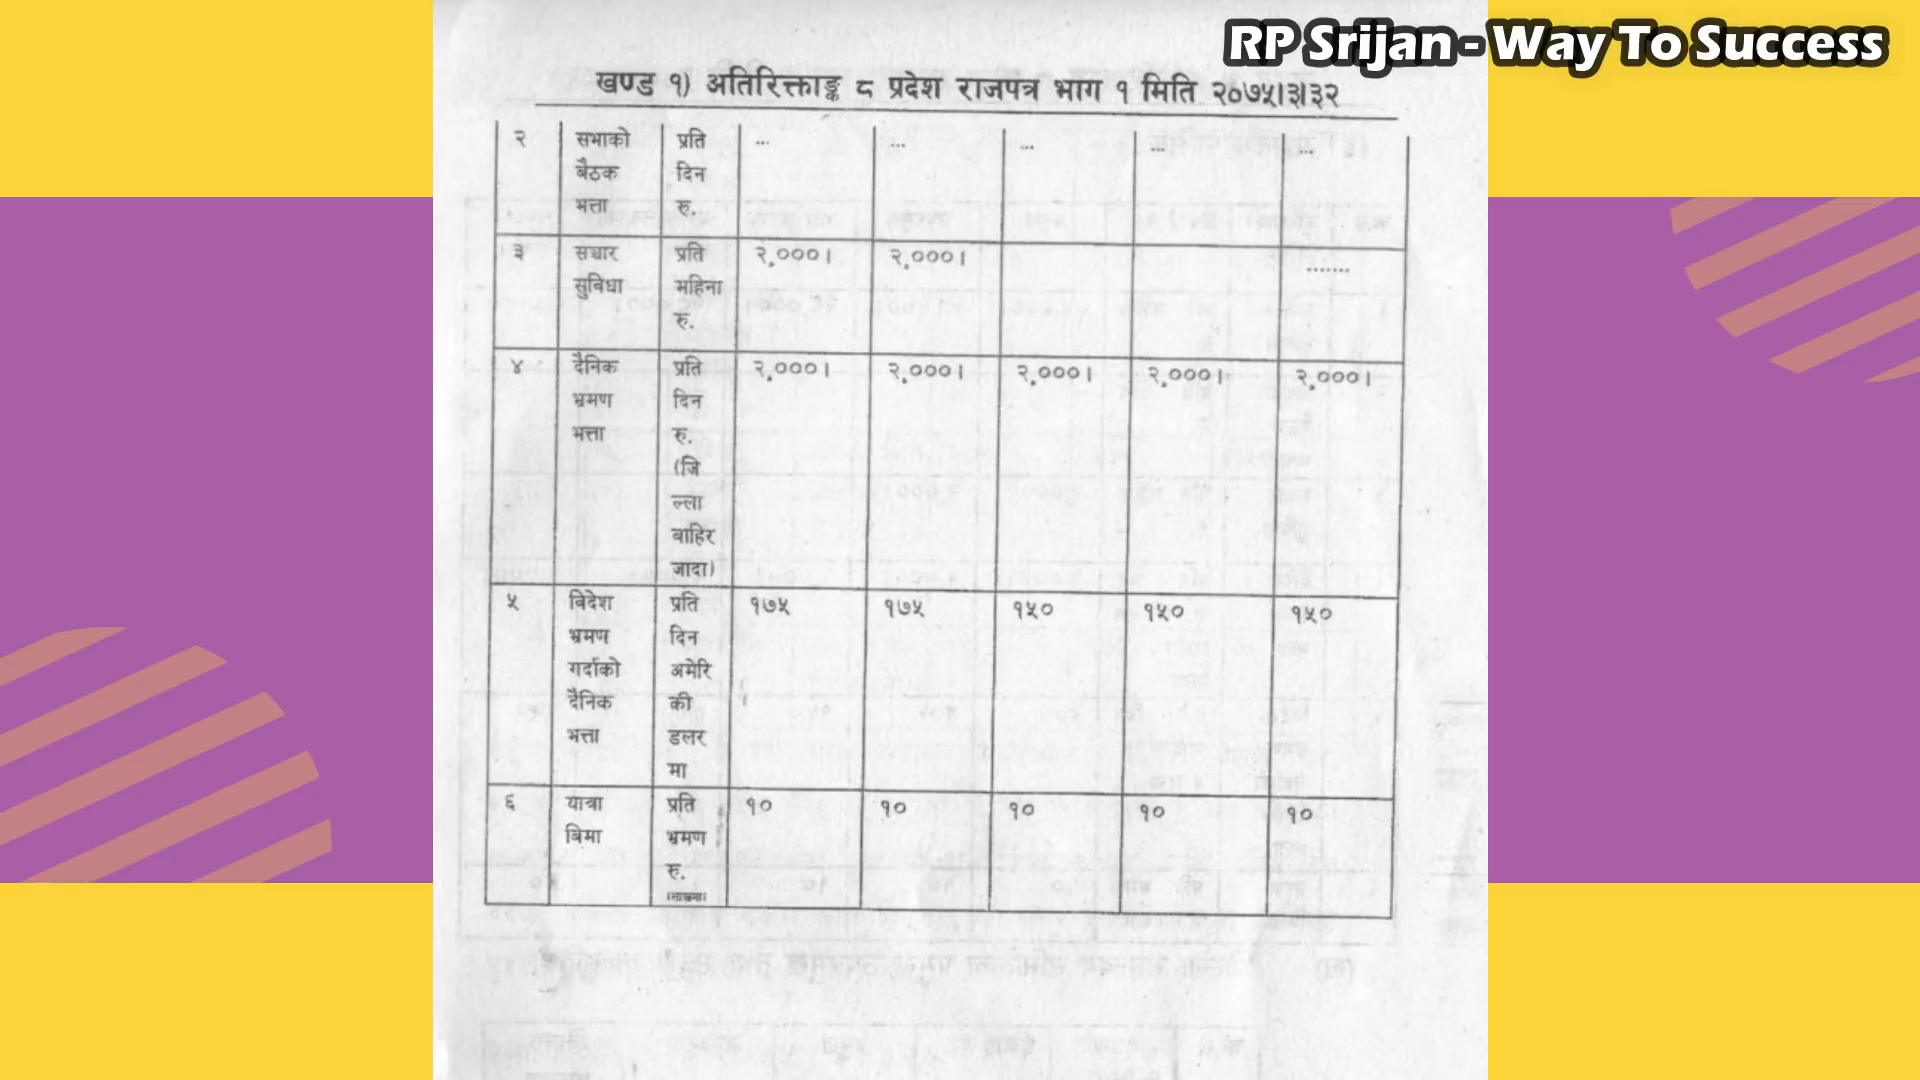 RP Srijan - Way To Success
खण्ड १) अतिरिक्ताङ्क ८ प्रदेश राजपत्र भाग १ मिति २०७५।३।३२
२ सभाको प्रति ... ... ... ... ...
बैठक दिन
भत्ता रु.
३ सञ्चार प्रति २,०००। २,०००। .......
सुविधा महिना
रु.
४ दैनिक प्रति २,०००। २,०००। २,०००। २,०००। २,०००।
भ्रमण दिन
भत्ता रु.
(जि
ल्ला
बाहिर
जादा)
५ विदेश प्रति १७५ १७५ १५० १५० १५०
भ्रमण दिन
गर्दाको अमेरि
दैनिक की
भत्ता डलर
मा
६ यात्रा प्रति १० १० १० १० १०
बिमा भ्रमण
रु.